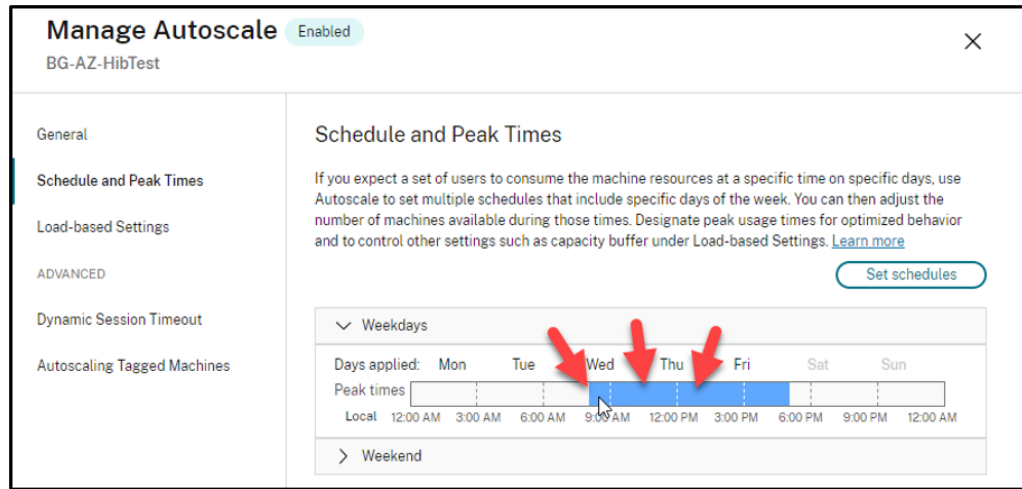 Manage Autoscale Enabled
BG-AZ-HibTest
General
Schedule and Peak Times
Load-based Settings
ADVANCED
Dynamic Session Timeout
Autoscaling Tagged Machines
Schedule and Peak Times
If you expect a set of users to consume the machine resources at a specific time on specific days, use
Autoscale to set multiple schedules that include specific days of the week. You can then adjust the
number of machines available during those times. Designate peak usage times for optimized behavior
and to control other settings such as capacity buffer under Load-based Settings. Learn more
Set schedules
Weekdays
Days applied: Mon Tue Wed Thu Fri Sat Sun
Peak times
Local 12:00 AM 3:00 AM 6:00 AM 9:00 AM 12:00 PM 3:00 PM 6:00 PM 9:00 PM 12:00 AM
Weekend